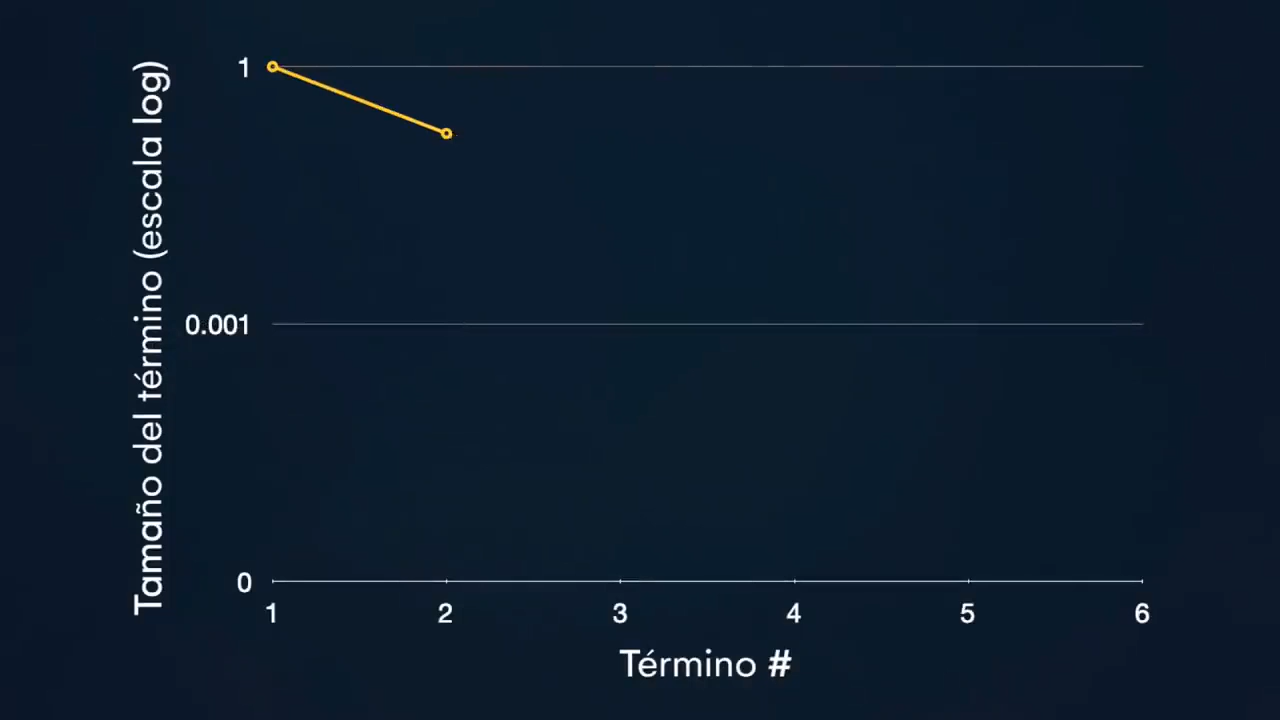 Tamaño del término (escala log)
1
0.001
0
1 2 3 4 5 6
Término #